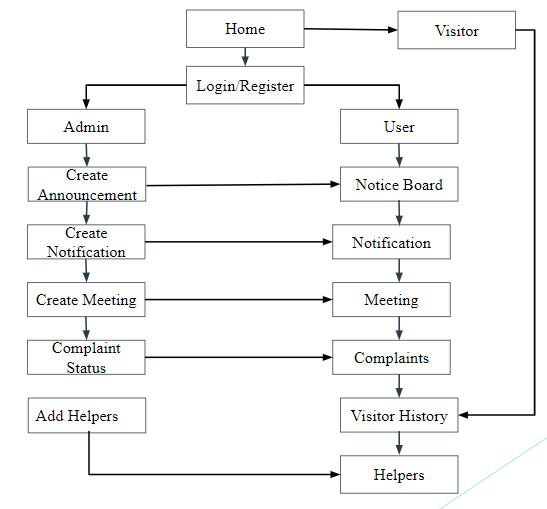 Home
Visitor
Login/Register
Admin
User
Create
Announcement
Notice Board
Create
Notification
Notification
Create Meeting
Meeting
Complaint
Status
Complaints
Add Helpers
Visitor History
Helpers